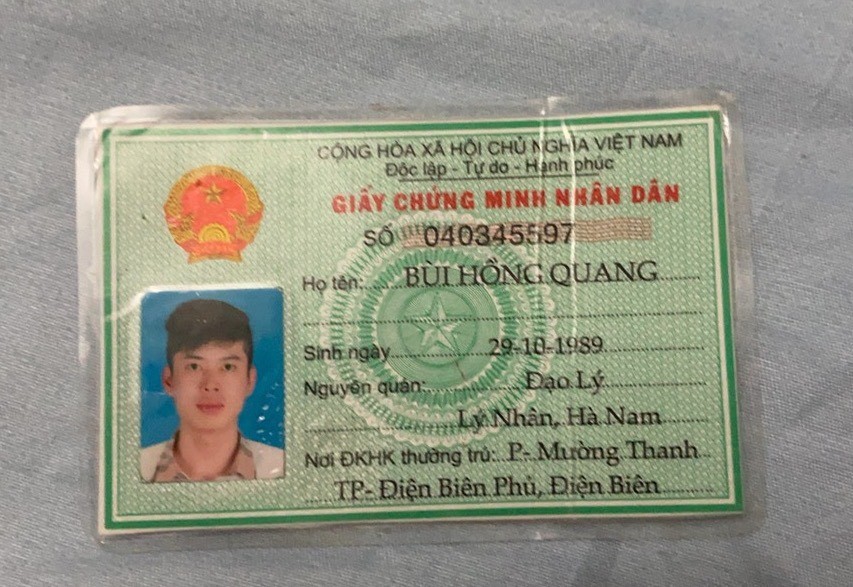 CỘNG HÒA XÃ HỘI CHỦ NGHĨA VIỆT NAM
Độc lập - Tự do - Hạnh phúc
GIẤY CHỨNG MINH NHÂN DÂN
SỐ 040345597
Họ tên: BÙI HỒNG QUANG
Sinh ngày 29-10-1989
Nguyên quán: Đạo Lý
Lý Nhân, Hà Nam
Nơi ĐKHK thường trú: P- Mường Thanh
TP- Điện Biên Phủ, Điện Biên